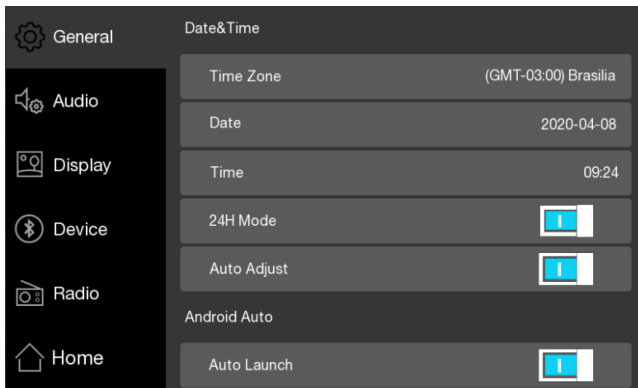 General
Audio
Display
Device
Radio
Home
Date&Time
Time Zone (GMT-03:00) Brasilia
Date 2020-04-08
Time 09:24
24H Mode
Auto Adjust
Android Auto
Auto Launch